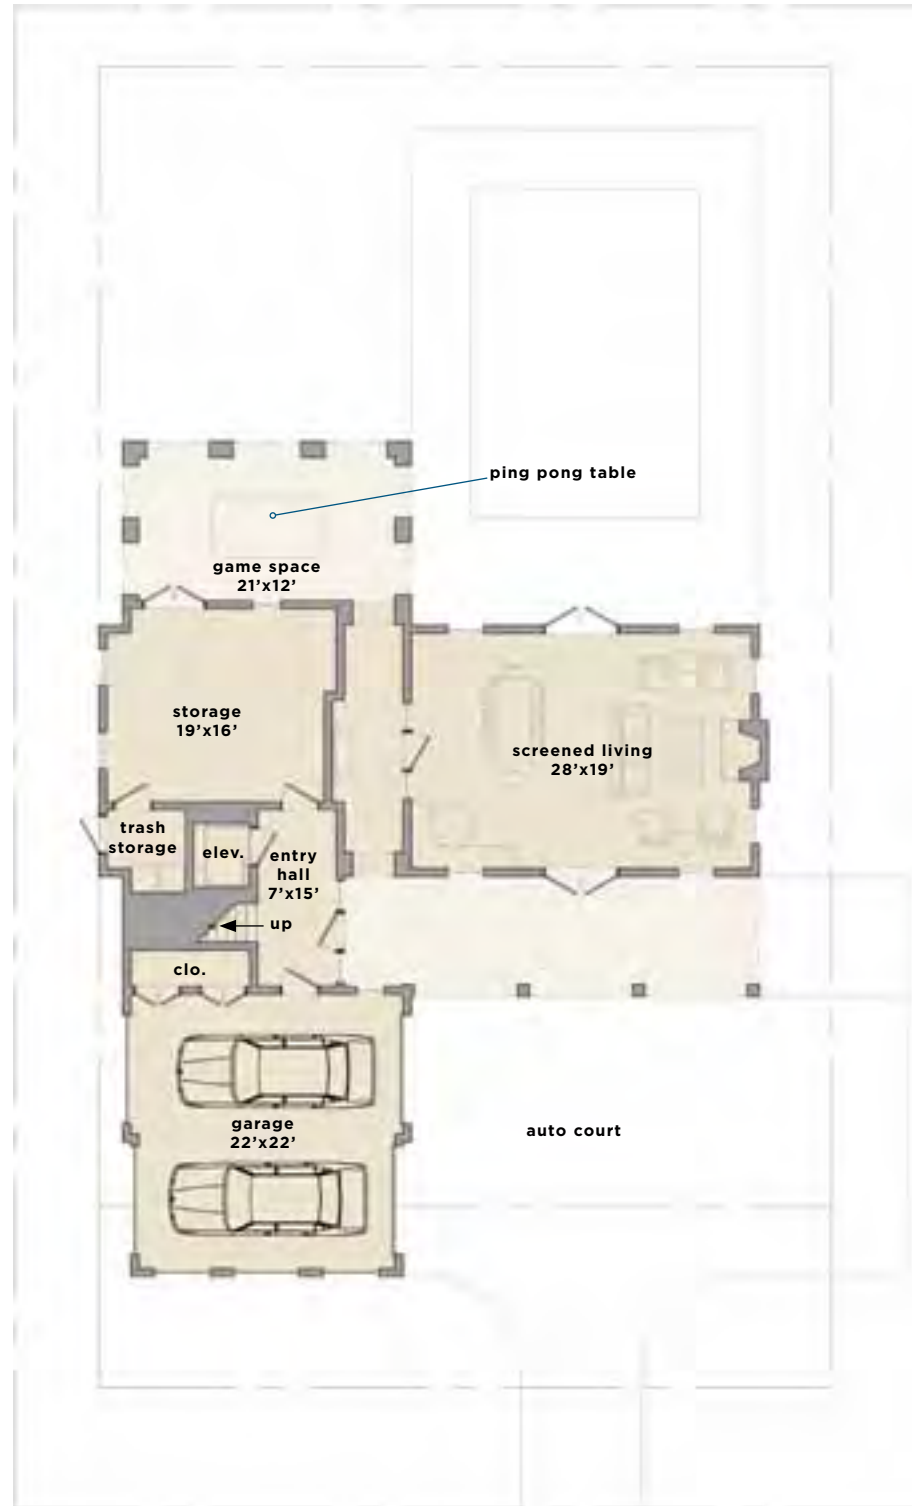 ping pong table
game space
21’x12’
storage
19’x16’
screened living
28’x19’
trash
storage
elev.
entry
hall
7’x15’
up
clo.
garage
22’x22’
auto court